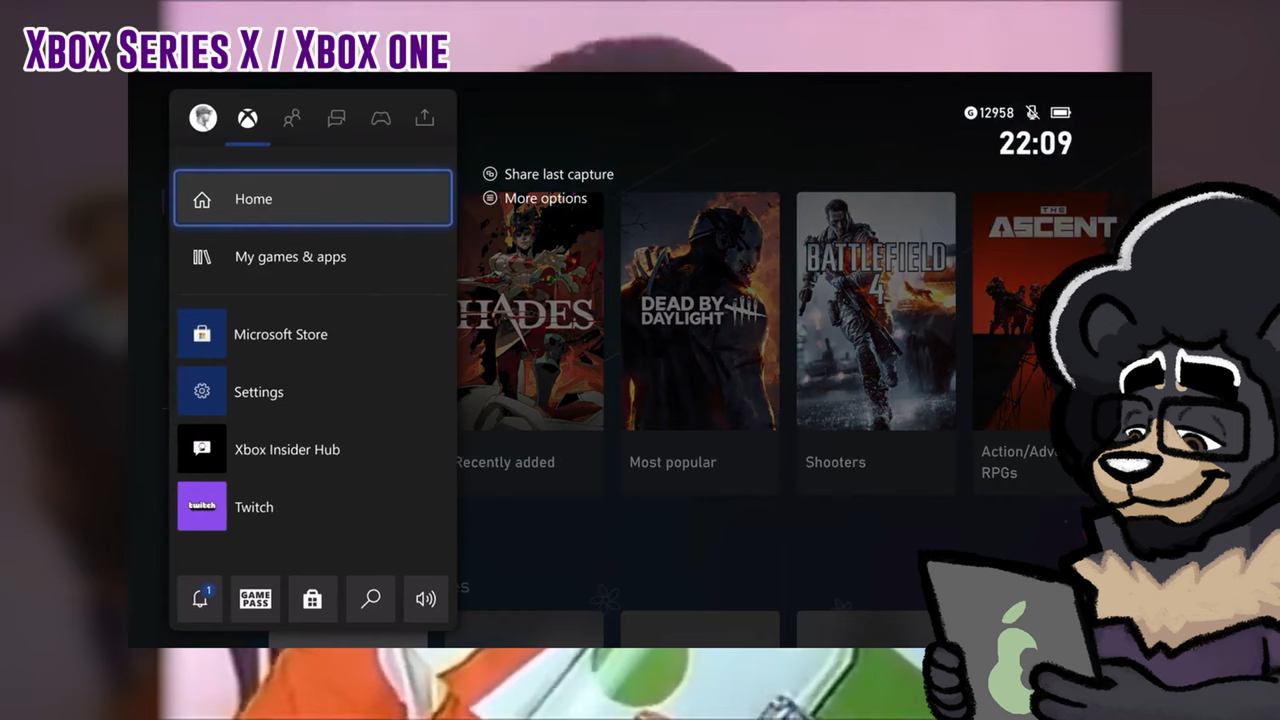 Xbox Series X / Xbox one
12958
22:09
Share last capture
More options
Home
My games & apps
Microsoft Store
Settings
Xbox Insider Hub
twitch
Twitch
1
GAME PASS
HADES
DEAD BY
DAYLIGHT
BATTLEFIELD
4
THE
ASCENT
Recently added
Most popular
Shooters
Action/Adv
RPGs